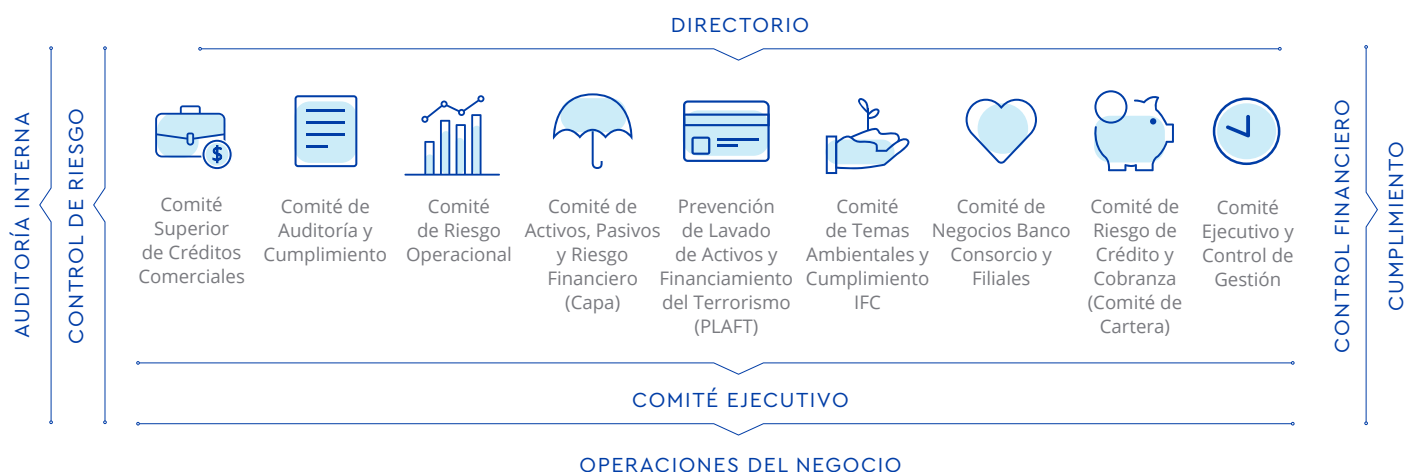 DIRECTORIO
AUDITORÍA INTERNA
CONTROL DE RIESGO
$
Comité
Superior
de Créditos
Comerciales
Comité de
Auditoría y
Cumplimiento
Comité
de Riesgo
Operacional
Comité de
Activos, Pasivos
y Riesgo
Financiero
(Capa)
Prevención
de Lavado
de Activos y
Financiamiento
del Terrorismo
(PLAFT)
Comité
de Temas
Ambientales y
Cumplimiento
IFC
Comité de
Negocios Banco
Consorcio y
Filiales
Comité de
Riesgo de
Crédito y
Cobranza
(Comité de
Cartera)
Comité
Ejecutivo y
Control de
Gestión
CONTROL FINANCIERO
CUMPLIMIENTO
COMITÉ EJECUTIVO
OPERACIONES DEL NEGOCIO